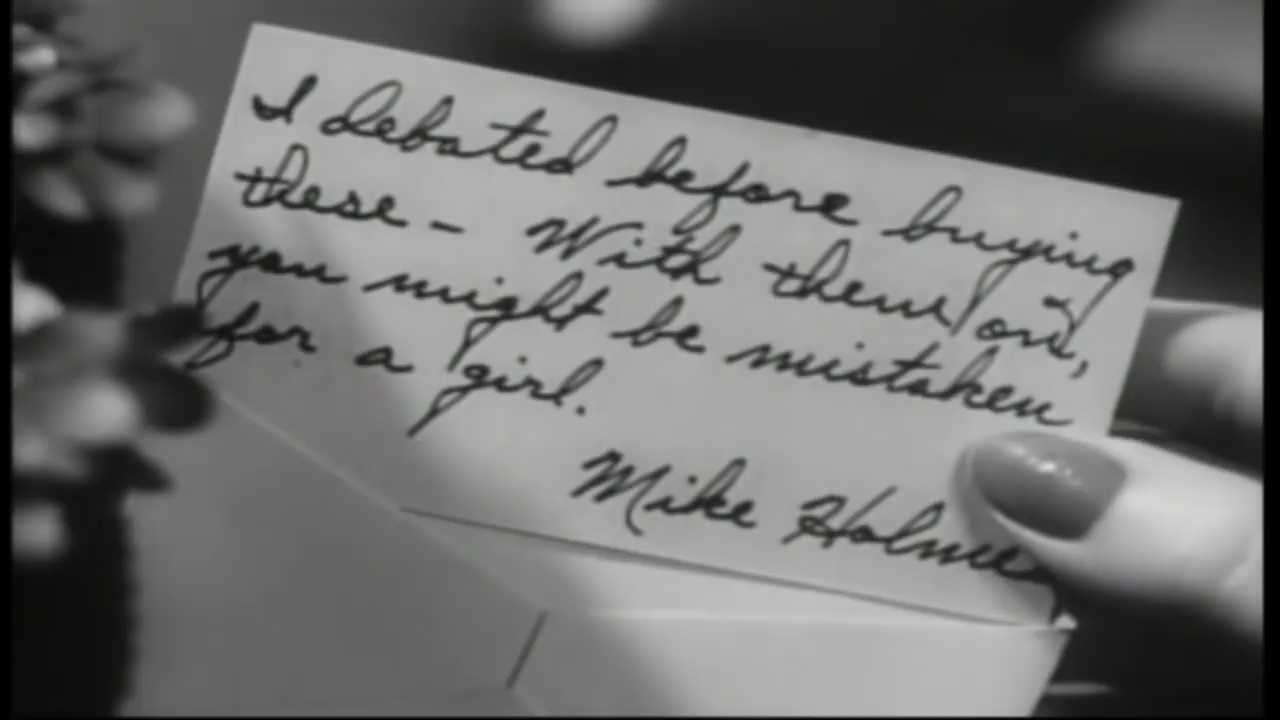 I debated before buying
these - With them on,
you might be mistaken
for a girl.
Mike Holmes